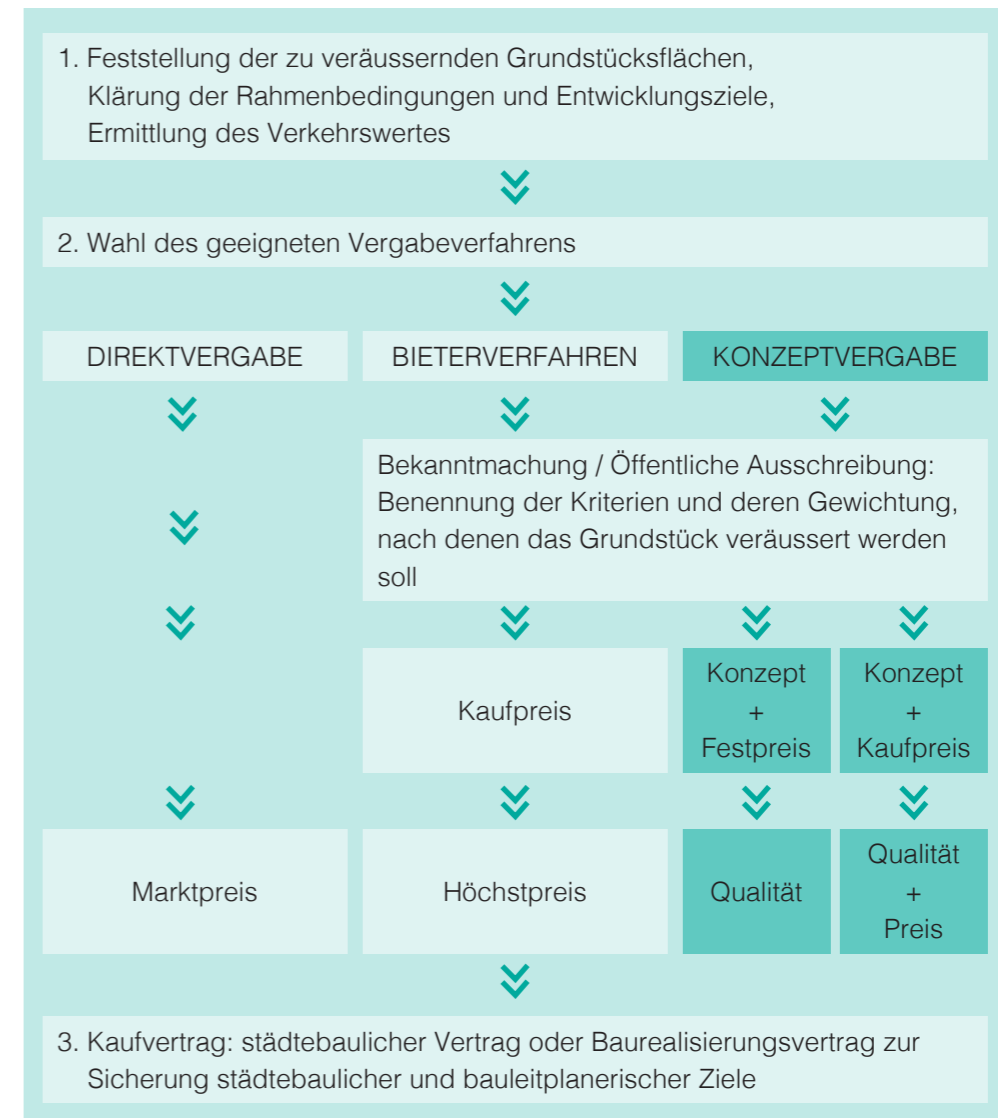 1. Feststellung der zu veräussernden Grundstücksflächen,
Klärung der Rahmenbedingungen und Entwicklungsziele,
Ermittlung des Verkehrswertes
2. Wahl des geeigneten Vergabeverfahrens
DIREKTVERGABE
BIETERVERFAHREN
KONZEPTVERGABE
Bekanntmachung / Öffentliche Ausschreibung:
Benennung der Kriterien und deren Gewichtung,
nach denen das Grundstück veräussert werden
soll
Kaufpreis
Konzept
+
Festpreis
Konzept
+
Kaufpreis
Marktpreis
Höchstpreis
Qualität
Qualität
+
Preis
3. Kaufvertrag: städtebaulicher Vertrag oder Baurealisierungsvertrag zur
Sicherung städtebaulicher und bauleitplanerischer Ziele